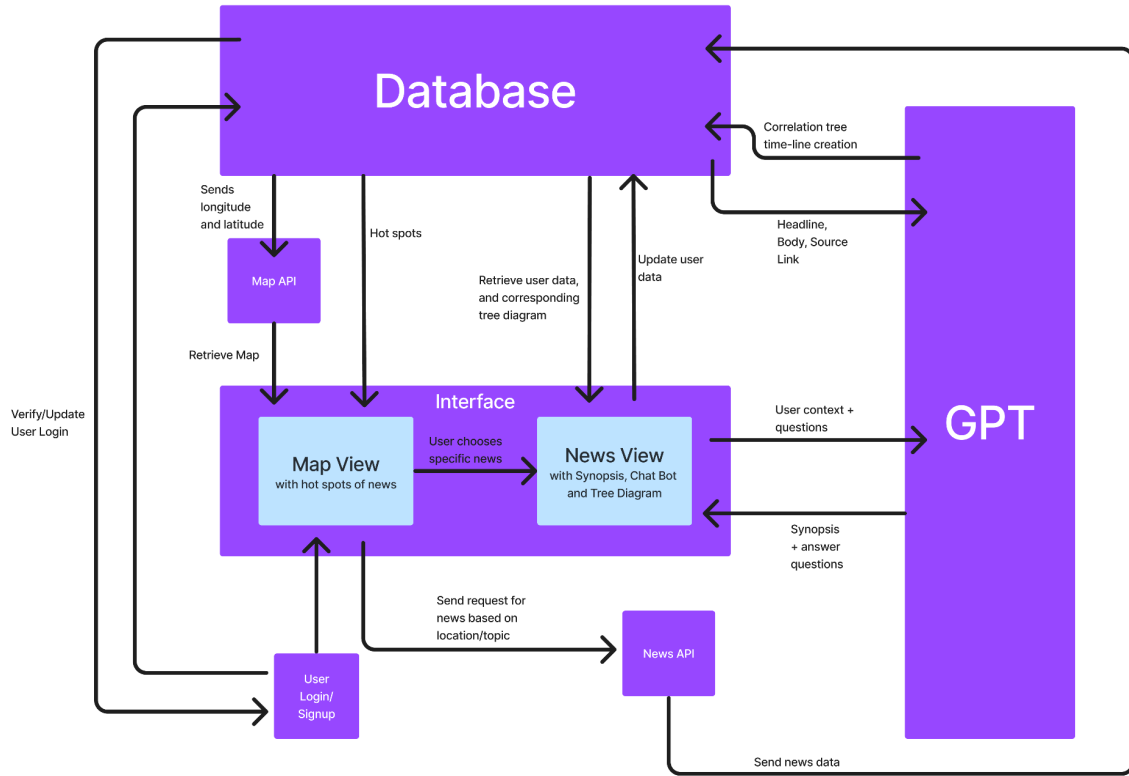 Database
Correlation tree
time-line creation
Sends
longitude
and latitude
Hot spots
Headline,
Body, Source
Link
Map API
Update user
data
Retrieve user data,
and corresponding
tree diagram
Retrieve Map
Verify/Update
User Login
Interface
Map View
with hot spots of news
User chooses
specific news
News View
with Synopsis, Chat Bot
and Tree Diagram
User context +
questions
GPT
Synopsis
+ answer
questions
Send request for
news based on
location/topic
News API
User
Login/
Signup
Send news data